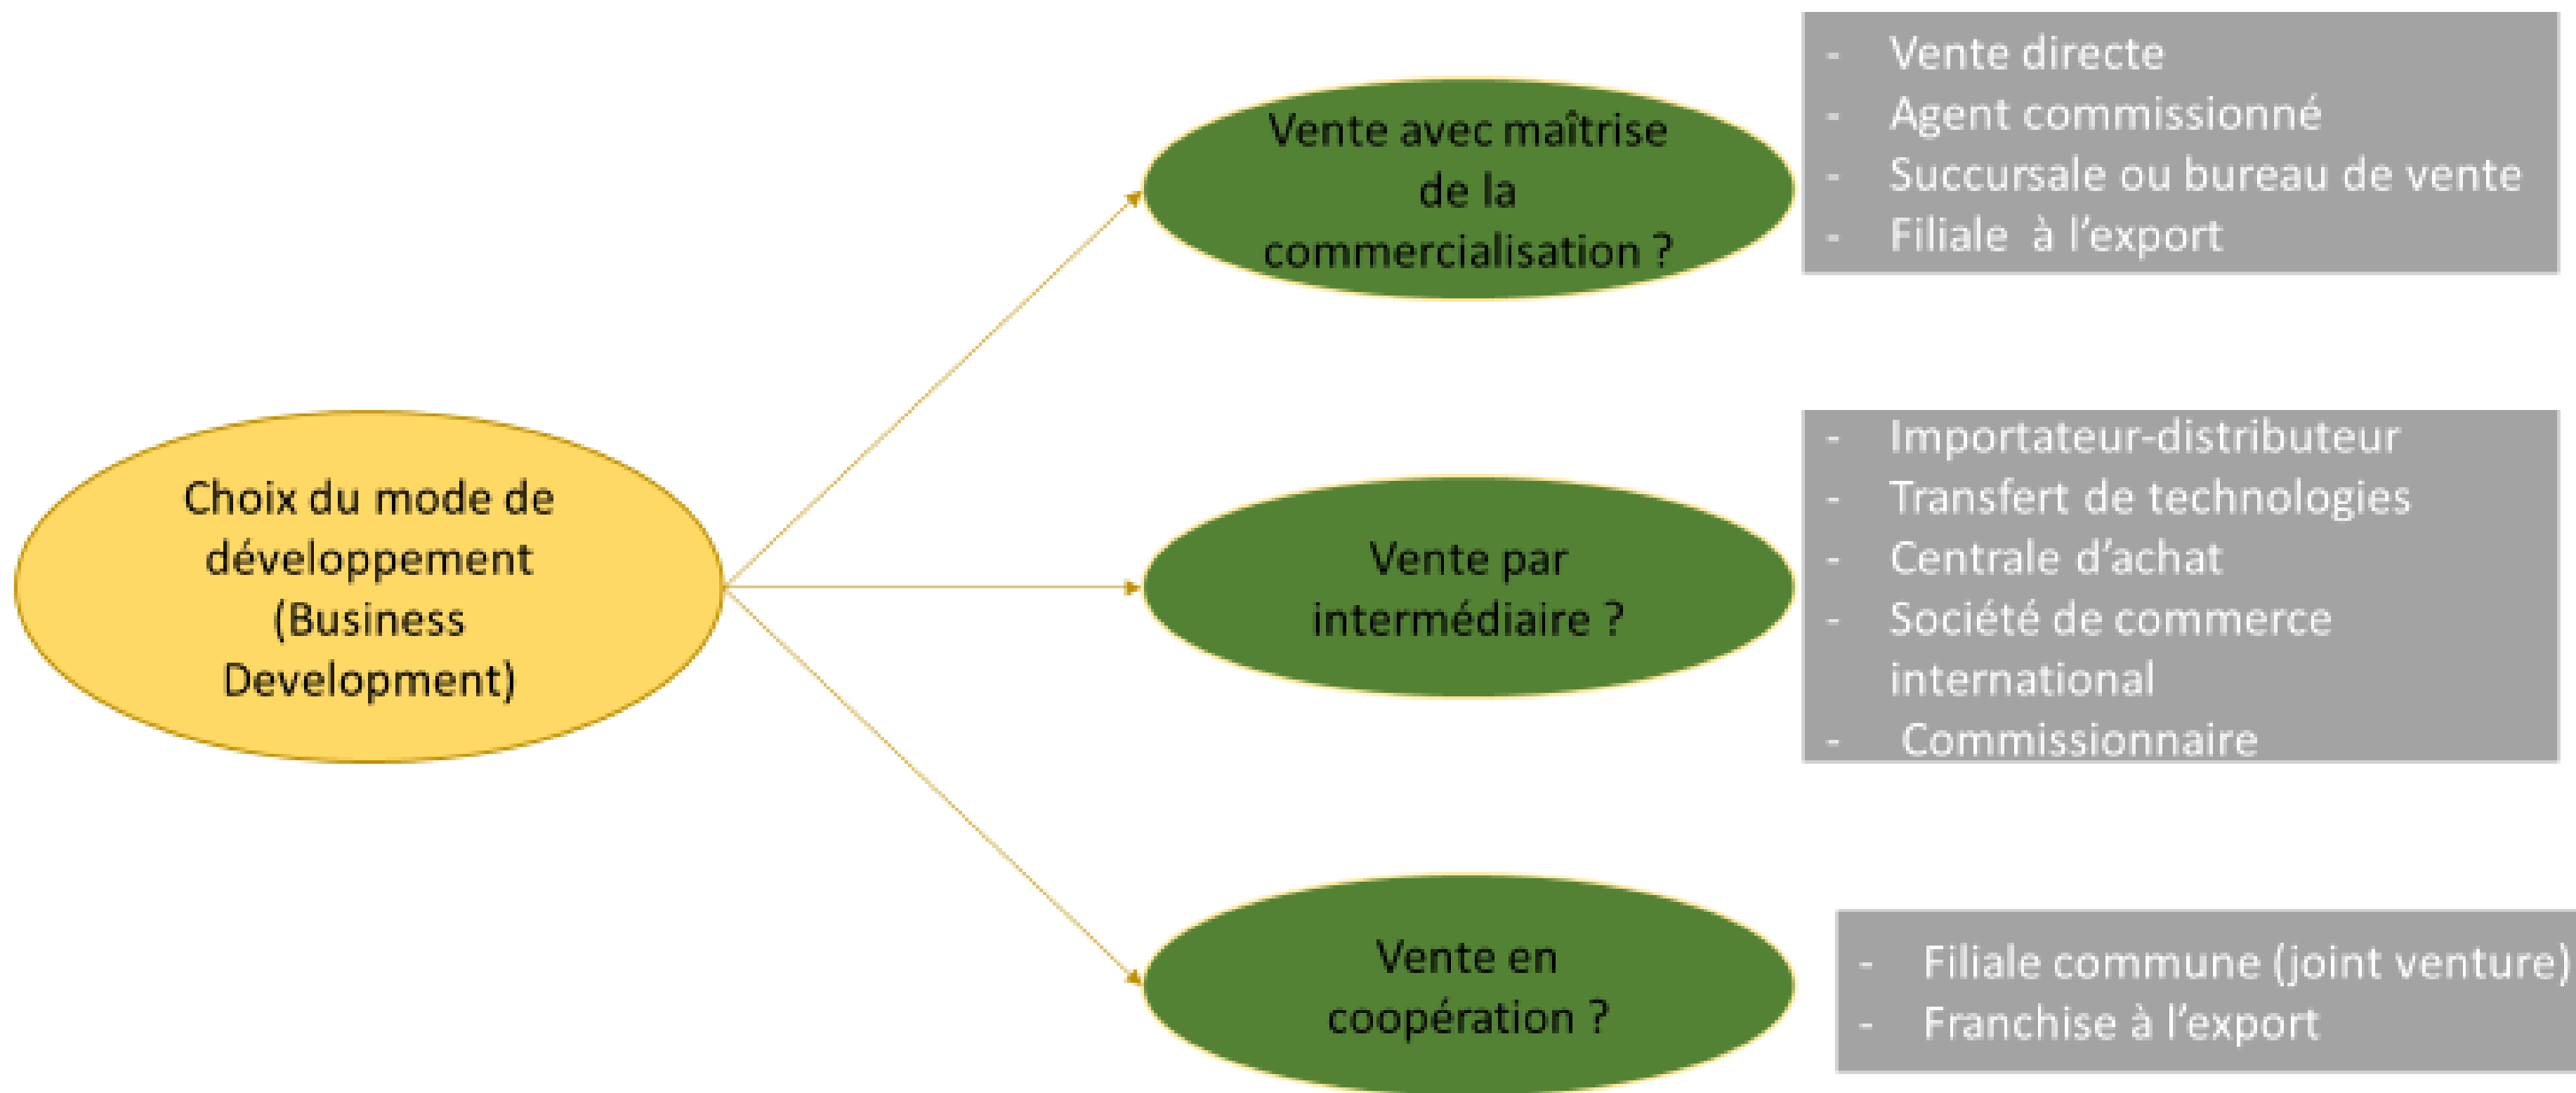 Choix du mode de
développement
(Business
Development)
Vente avec maîtrise
de la
commercialisation ?
- Vente directe
- Agent commissionné
- Succursale ou bureau de vente
- Filiale à l’export
Vente par
intermédiaire ?
- Importateur-distributeur
- Transfert de technologies
- Centrale d’achat
- Société de commerce
international
- Commissionnaire
Vente en
coopération ?
- Filiale commune (joint venture)
- Franchise à l’export